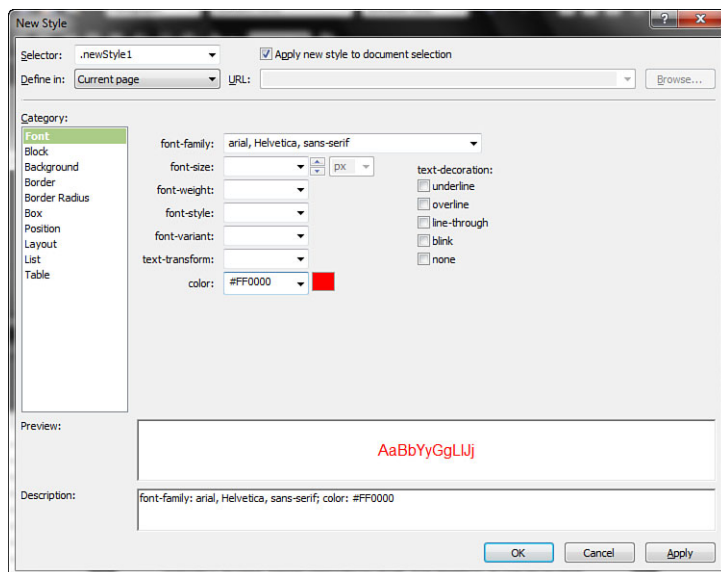 New Style
Selector: .newStyle1 Apply new style to document selection
Define in: Current page URL: Browse...
Category:
Font
Block
Background
Border
Border Radius
Box
Position
Layout
List
Table
font-family: arial, Helvetica, sans-serif
font-size: px
font-weight:
font-style:
font-variant:
text-transform:
color: #FF0000
text-decoration:
underline
overline
line-through
blink
none
Preview:
AaBbYyGgLlJj
Description:
font-family: arial, Helvetica, sans-serif; color: #FF0000
OK Cancel Apply